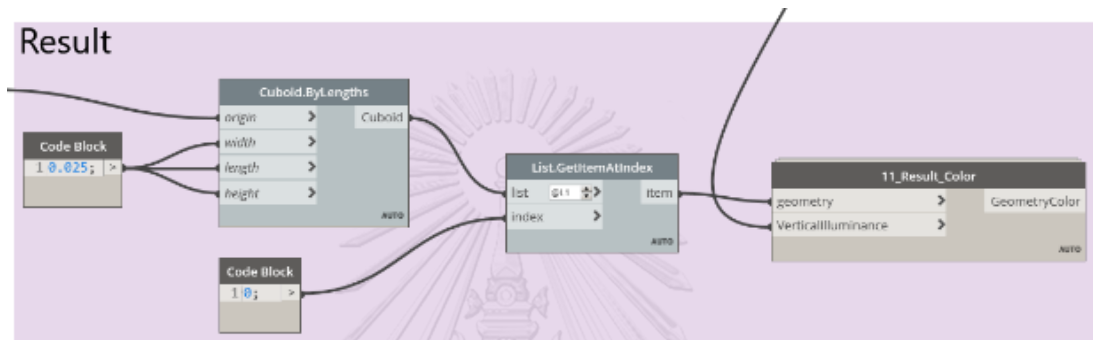 Result
Cuboid.ByLengths
origin > Cuboid
width >
length >
height >
AUTO
Code Block
1 0.025; >
List.GetItemAtIndex
list @L1 > item
index >
AUTO
Code Block
1 0; >
11_Result_Color
geometry > GeometryColor
VerticalIlluminance >
AUTO